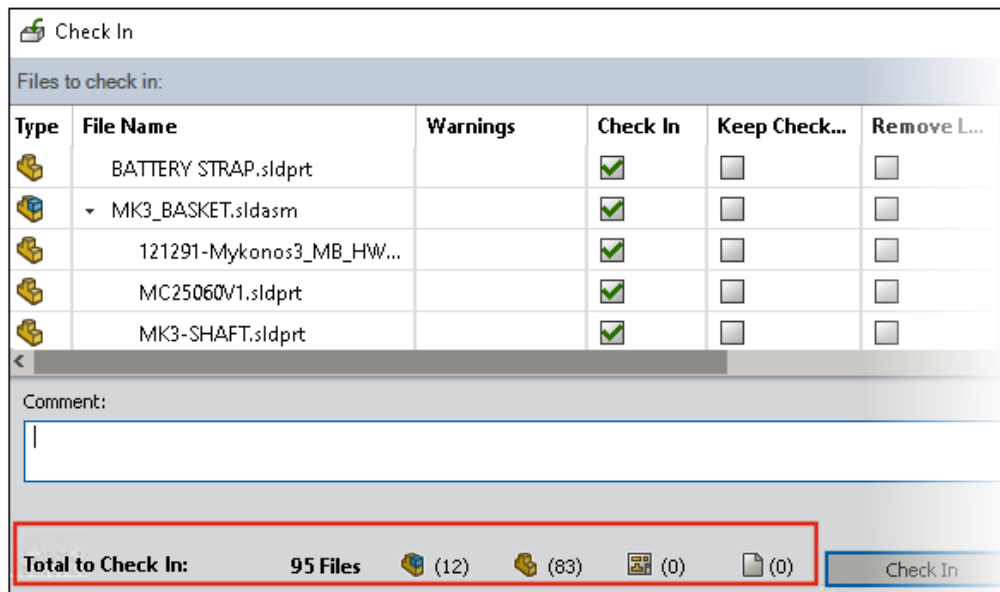 Check In
Files to check in:
Type File Name Warnings Check In Keep Check... Remove L...
BATTERY STRAP.sldprt
MK3_BASKET.sldasm
121291-Mykonos3_MB_HW...
MC25060V1.sldprt
MK3-SHAFT.sldprt
Comment:
Total to Check In: 95 Files (12) (83) (0) (0) Check In